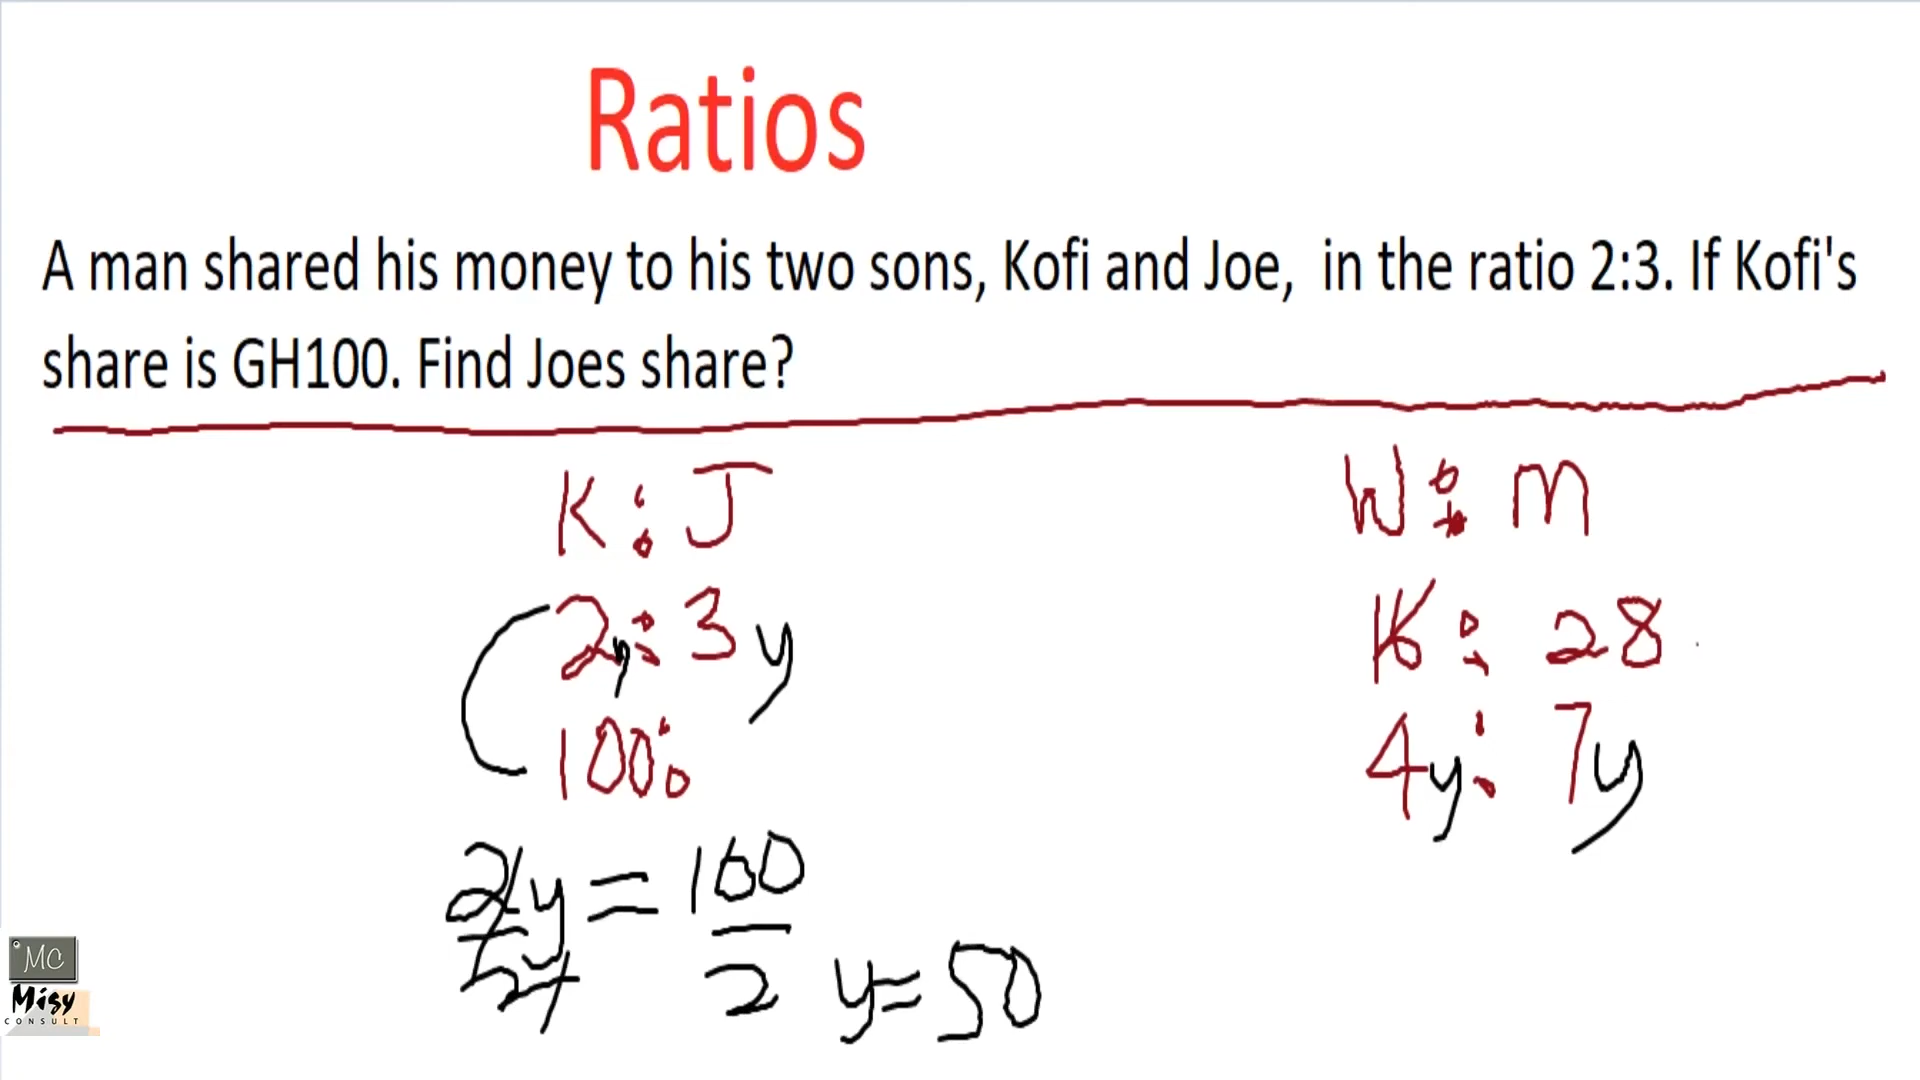 Ratios
A man shared his money to his two sons, Kofi and Joe, in the ratio 2:3. If Kofi's
share is GH100. Find Joes share?
K : J
2y : 3y
100 :
2y = 100
2 2
y = 50
W : M
16 : 28
4y : 7y
MC
Misy
CONSULT